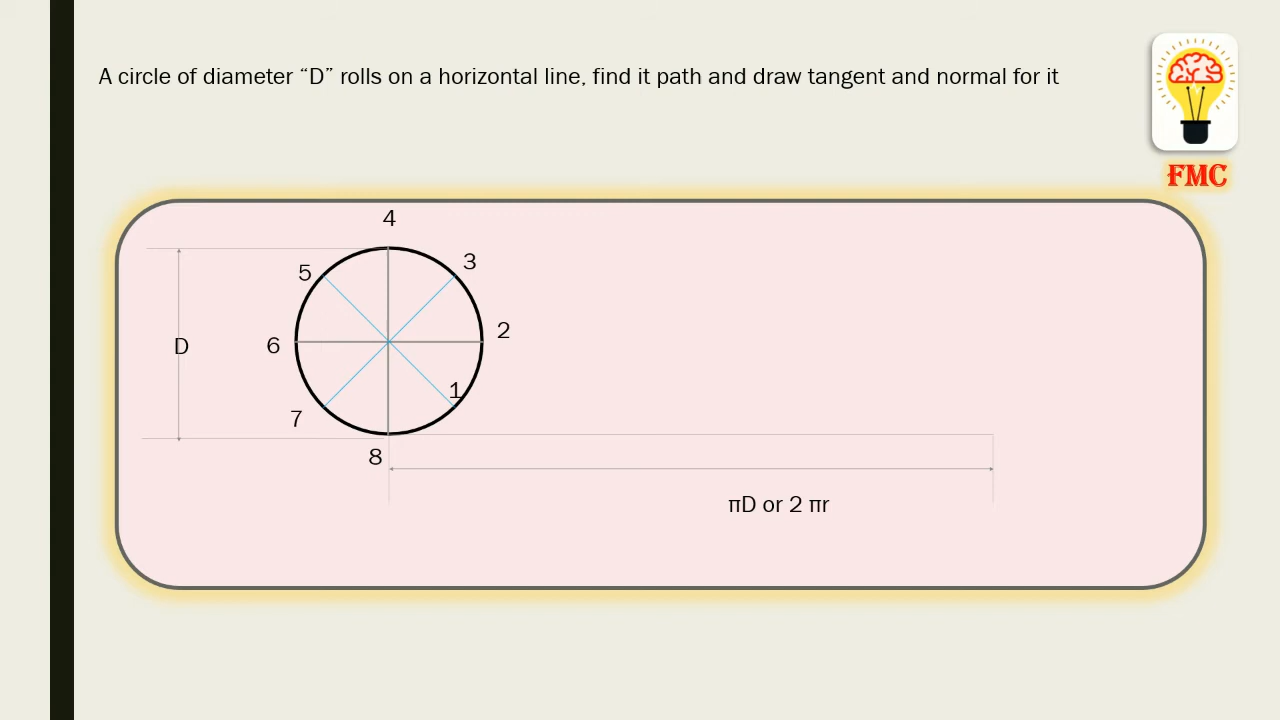 A circle of diameter “D” rolls on a horizontal line, find it path and draw tangent and normal for it
FMC
4
3
5
2
D
6
1
7
8
πD or 2 πr